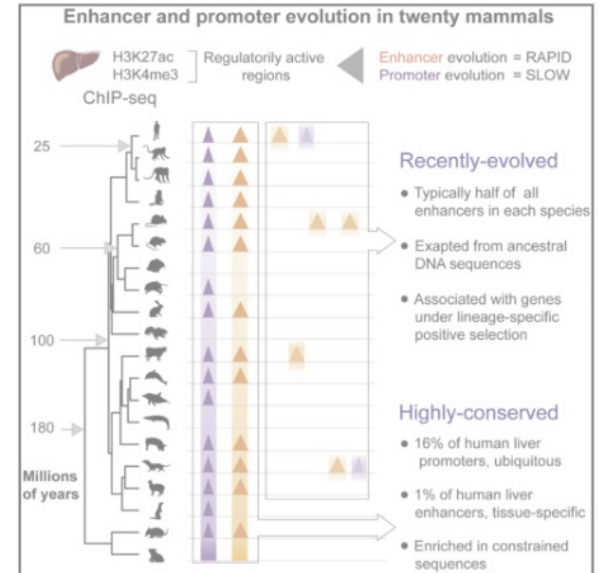 Enhancer and promoter evolution in twenty mammals
H3K27ac
H3K4me3
ChIP-seq
Regulatorily active
regions
Enhancer evolution = RAPID
Promoter evolution = SLOW
25
60
100
180
Millions
of years
Recently-evolved
• Typically half of all
enhancers in each species
• Exapted from ancestral
DNA sequences
• Associated with genes
under lineage-specific
positive selection
Highly-conserved
• 16% of human liver
promoters, ubiquitous
• 1% of human liver
enhancers, tissue-specific
• Enriched in constrained
sequences